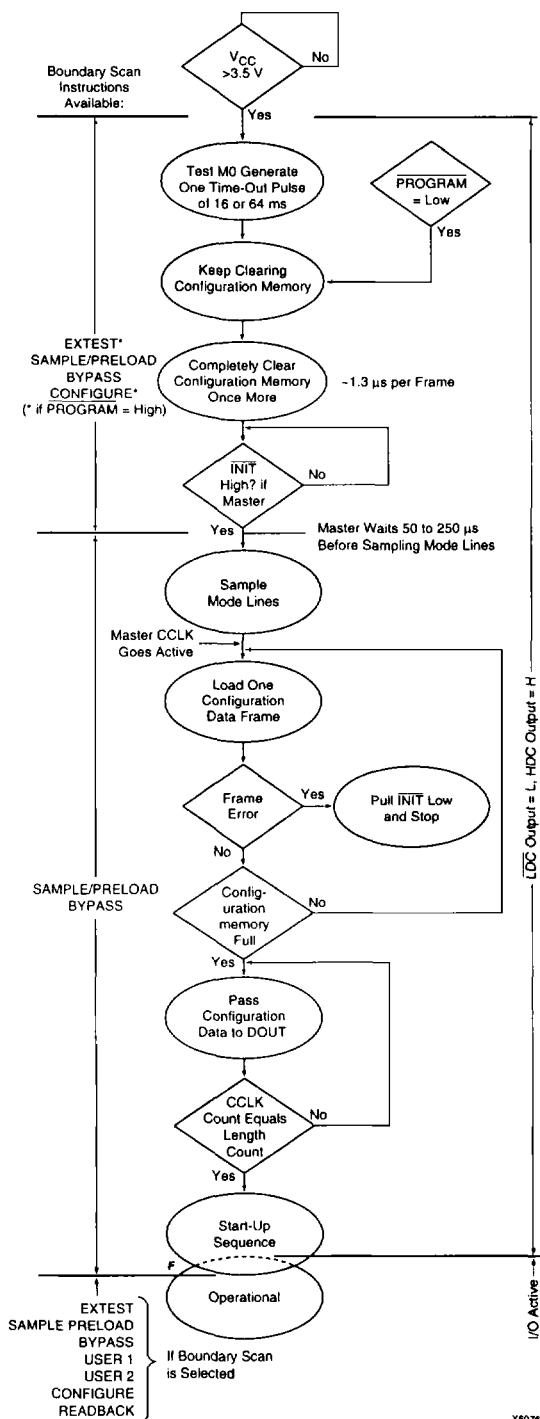 Boundary Scan
Instructions
Available:
VCC
>3.5 V
No
Yes
Test M0 Generate
One Time-Out Pulse
of 16 or 64 ms
PROGRAM
= Low
Yes
Keep Clearing
Configuration Memory
EXTEST*
SAMPLE/PRELOAD
BYPASS
CONFIGURE*
(* if PROGRAM = High)
Completely Clear
Configuration Memory
Once More
~1.3 µs per Frame
INIT
High? if
Master
No
Yes
Master Waits 50 to 250 µs
Before Sampling Mode Lines
Sample
Mode Lines
Master CCLK
Goes Active
Load One
Configuration
Data Frame
Frame
Error
Yes
No
Pull INIT Low
and Stop
SAMPLE/PRELOAD
BYPASS
Config-
uration
memory
Full
No
Yes
Pass
Configuration
Data to DOUT
CCLK
Count Equals
Length
Count
No
Yes
Start-Up
Sequence
F
Operational
LDC Output = L, HDC Output = H
I/O Active
EXTEST
SAMPLE PRELOAD
BYPASS
USER 1
USER 2
CONFIGURE
READBACK
If Boundary Scan
is Selected
X6076